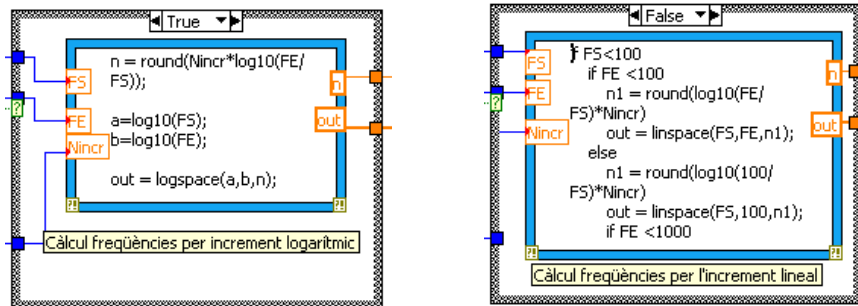 True
n = round(Nincr*log10(FE/
FS));
a=log10(FS);
b=log10(FE);
out = logspace(a,b,n);
FS
FE
Nincr
n
out
?
?!
?!
Càlcul freqüències per increment logarítmic
False
if FS<100
if FE <100
n1 = round(log10(FE/
FS)*Nincr)
out = linspace(FS,FE,n1);
else
n1 = round(log10(100/
FS)*Nincr)
out = linspace(FS,100,n1);
if FE <1000
FS
FE
Nincr
n
out
?
?!
?!
Càlcul freqüències per l'increment lineal